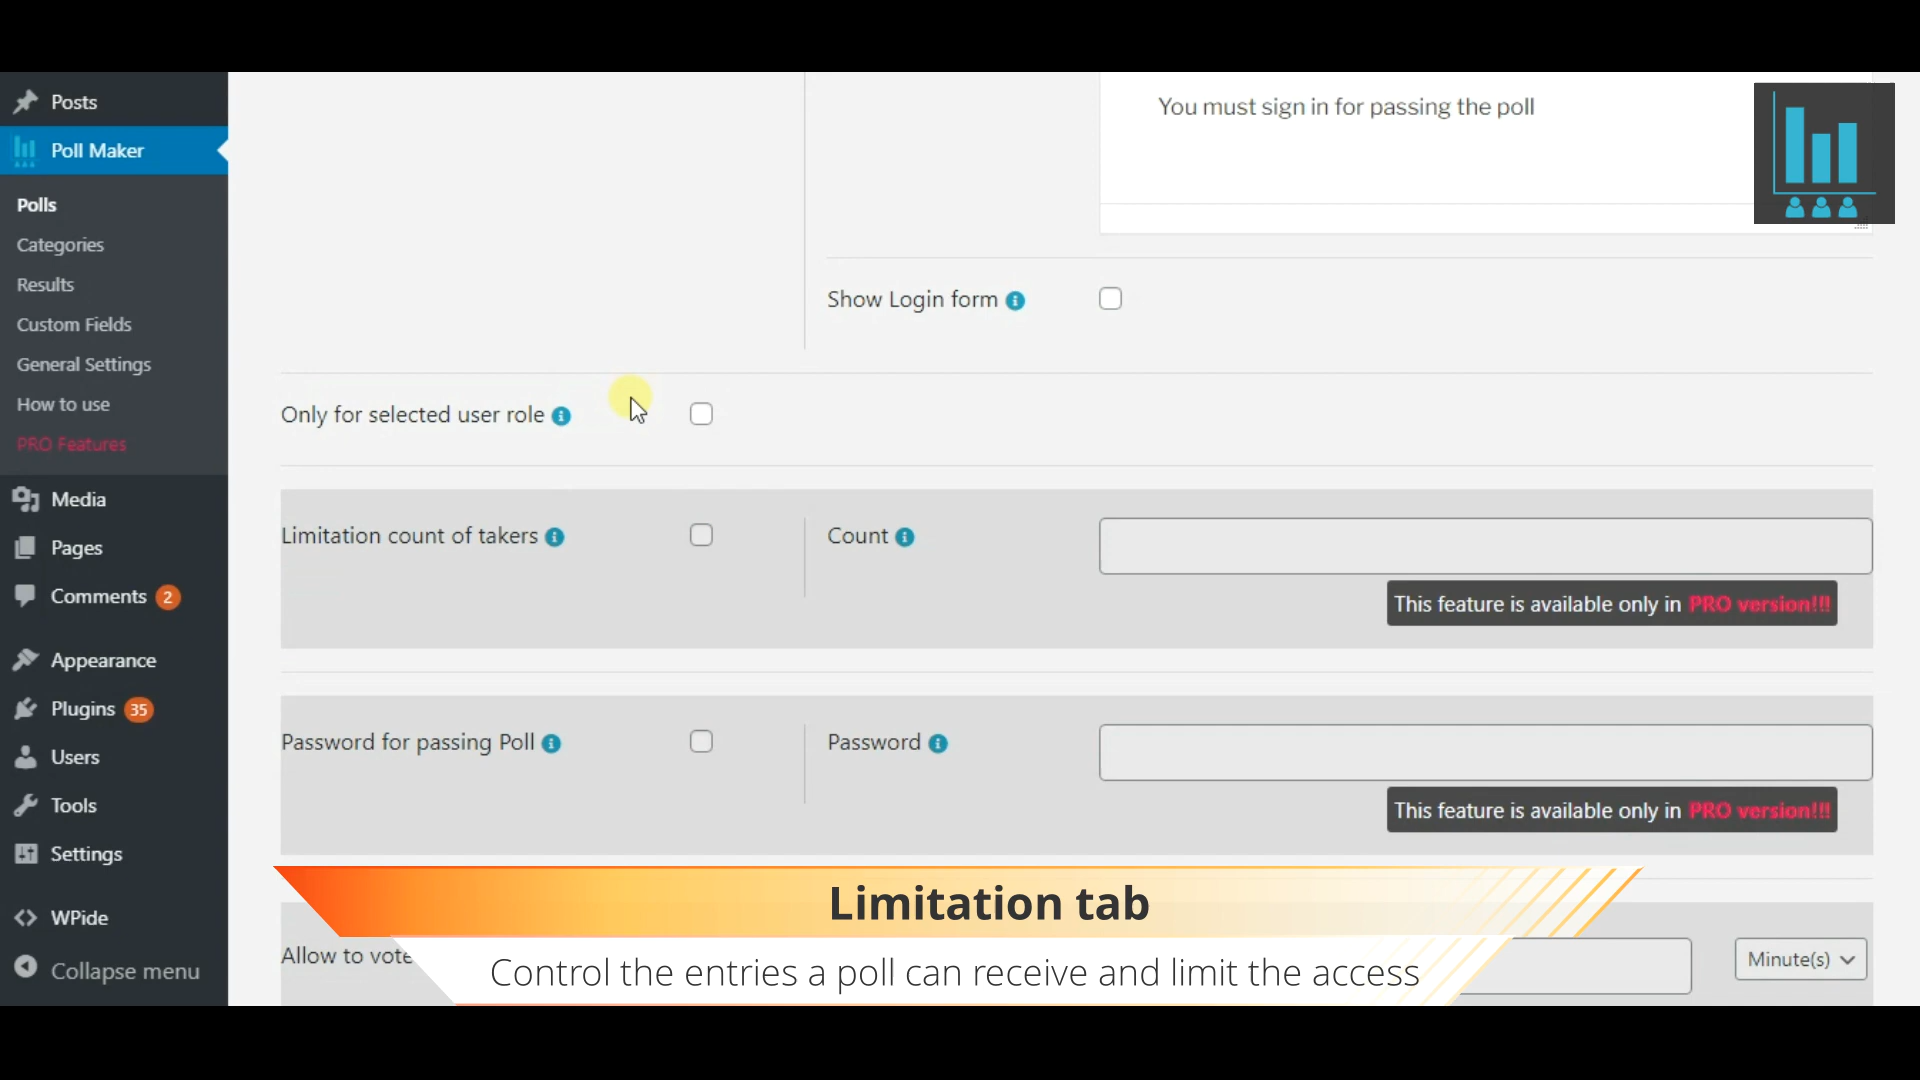 Posts
Poll Maker
Polls
Categories
Results
Custom Fields
General Settings
How to use
PRO Features
Media
Pages
Comments 2
Appearance
Plugins 35
Users
Tools
Settings
WPide
Collapse menu
You must sign in for passing the poll
Show Login form
Only for selected user role
Limitation count of takers
Count
This feature is available only in PRO version!!!
Password for passing Poll
Password
This feature is available only in PRO version!!!
Allow to vote
Minute(s)
Limitation tab
Control the entries a poll can receive and limit the access